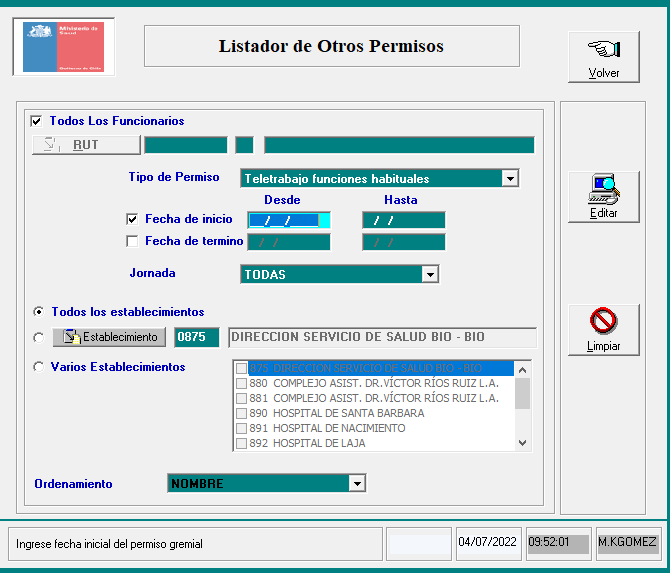 Ministerio de
Salud
Gobierno de Chile
Listador de Otros Permisos
Volver
Todos Los Funcionarios
RUT
Tipo de Permiso Teletrabajo funciones habituales
Desde Hasta
Fecha de inicio __/__/ / /
Fecha de termino / / / /
Editar
Jornada TODAS
Todos los establecimientos
Establecimiento 0875 DIRECCION SERVICIO DE SALUD BIO - BIO
Limpiar
Varios Establecimientos
875 DIRECCION SERVICIO DE SALUD BIO - BIO
880 COMPLEJO ASIST. DR.VÍCTOR RÍOS RUIZ L.A.
881 COMPLEJO ASIST. DR.VÍCTOR RÍOS RUIZ L.A.
890 HOSPITAL DE SANTA BARBARA
891 HOSPITAL DE NACIMIENTO
892 HOSPITAL DE LAJA
Ordenamiento NOMBRE
Ingrese fecha inicial del permiso gremial 04/07/2022 09:52:01 M.KGOMEZ